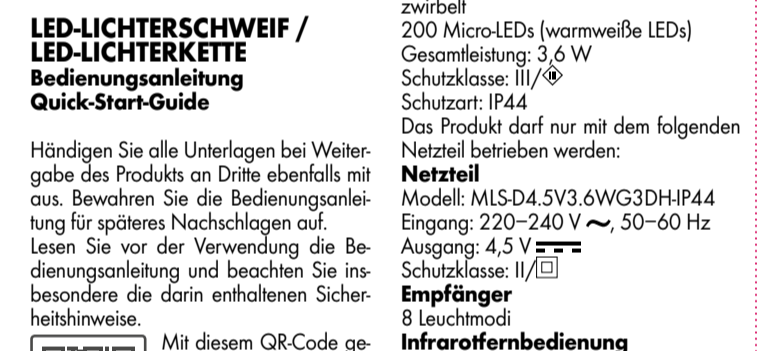 LED-LICHTERSCHWEIF /
LED-LICHTERKETTE
Bedienungsanleitung
Quick-Start-Guide
Händigen Sie alle Unterlagen bei Weiter-
gabe des Produkts an Dritte ebenfalls mit
aus. Bewahren Sie die Bedienungsanlei-
tung für späteres Nachschlagen auf.
Lesen Sie vor der Verwendung die Be-
dienungsanleitung und beachten Sie ins-
besondere die darin enthaltenen Sicher-
heitshinweise.
Mit diesem QR-Code ge-
zwirbelt
200 Micro-LEDs (warmweiße LEDs)
Gesamtleistung: 3,6 W
Schutzklasse: III/
Schutzart: IP44
Das Produkt darf nur mit dem folgenden
Netzteil betrieben werden:
Netzteil
Modell: MLS-D4.5V3.6WG3DH-IP44
Eingang: 220–240 V ~, 50–60 Hz
Ausgang: 4,5 V
Schutzklasse: II/
Empfänger
8 Leuchtmodi
Infrarotfernbedienung